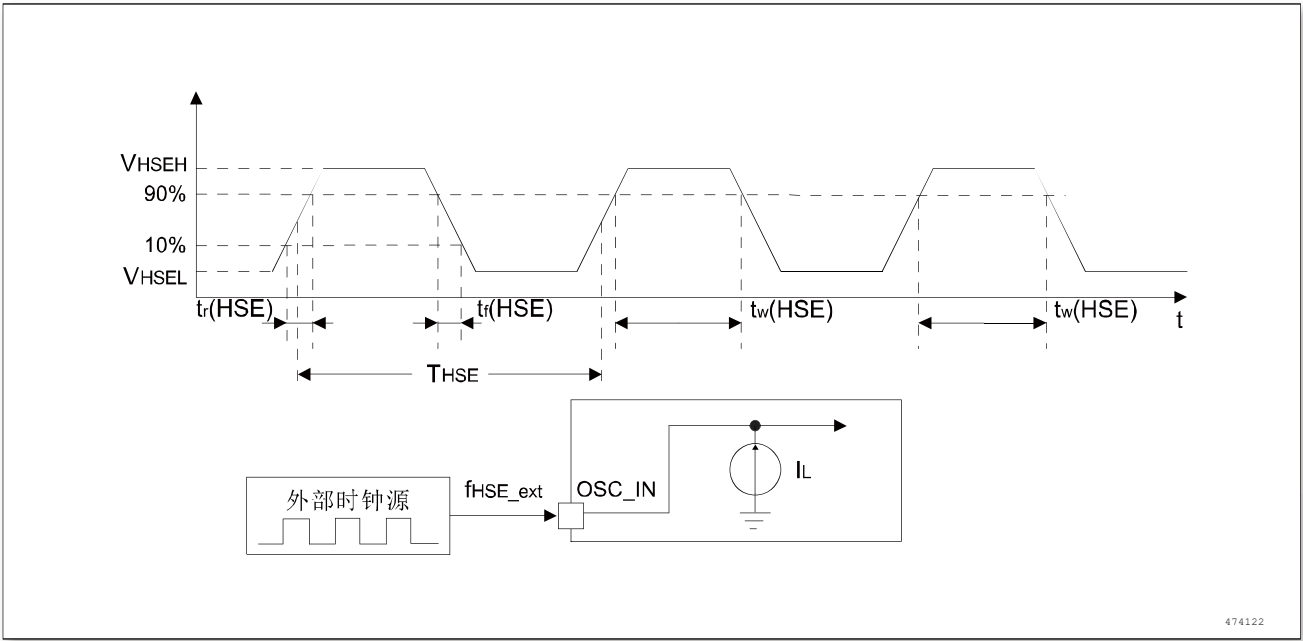 VHSEH
90%
10%
VHSEL
tr(HSE) tf(HSE) tw(HSE) tw(HSE)
t
THSE
外部时钟源
fHSE_ext
OSC_IN
IL
474122